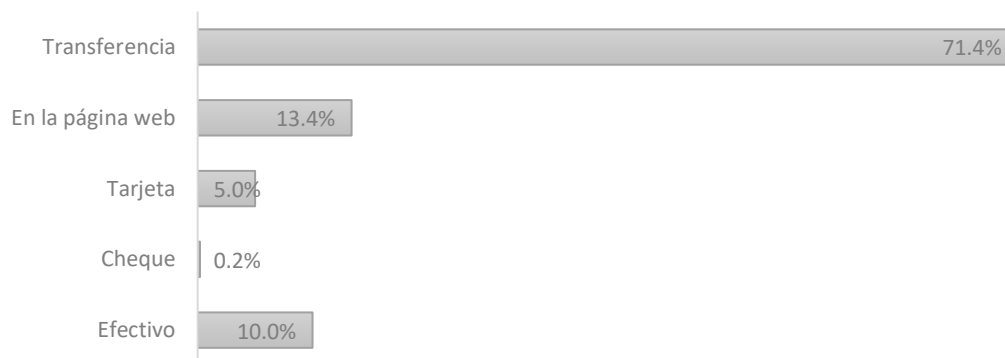 Transferencia 71.4%
En la página web 13.4%
Tarjeta 5.0%
Cheque 0.2%
Efectivo 10.0%